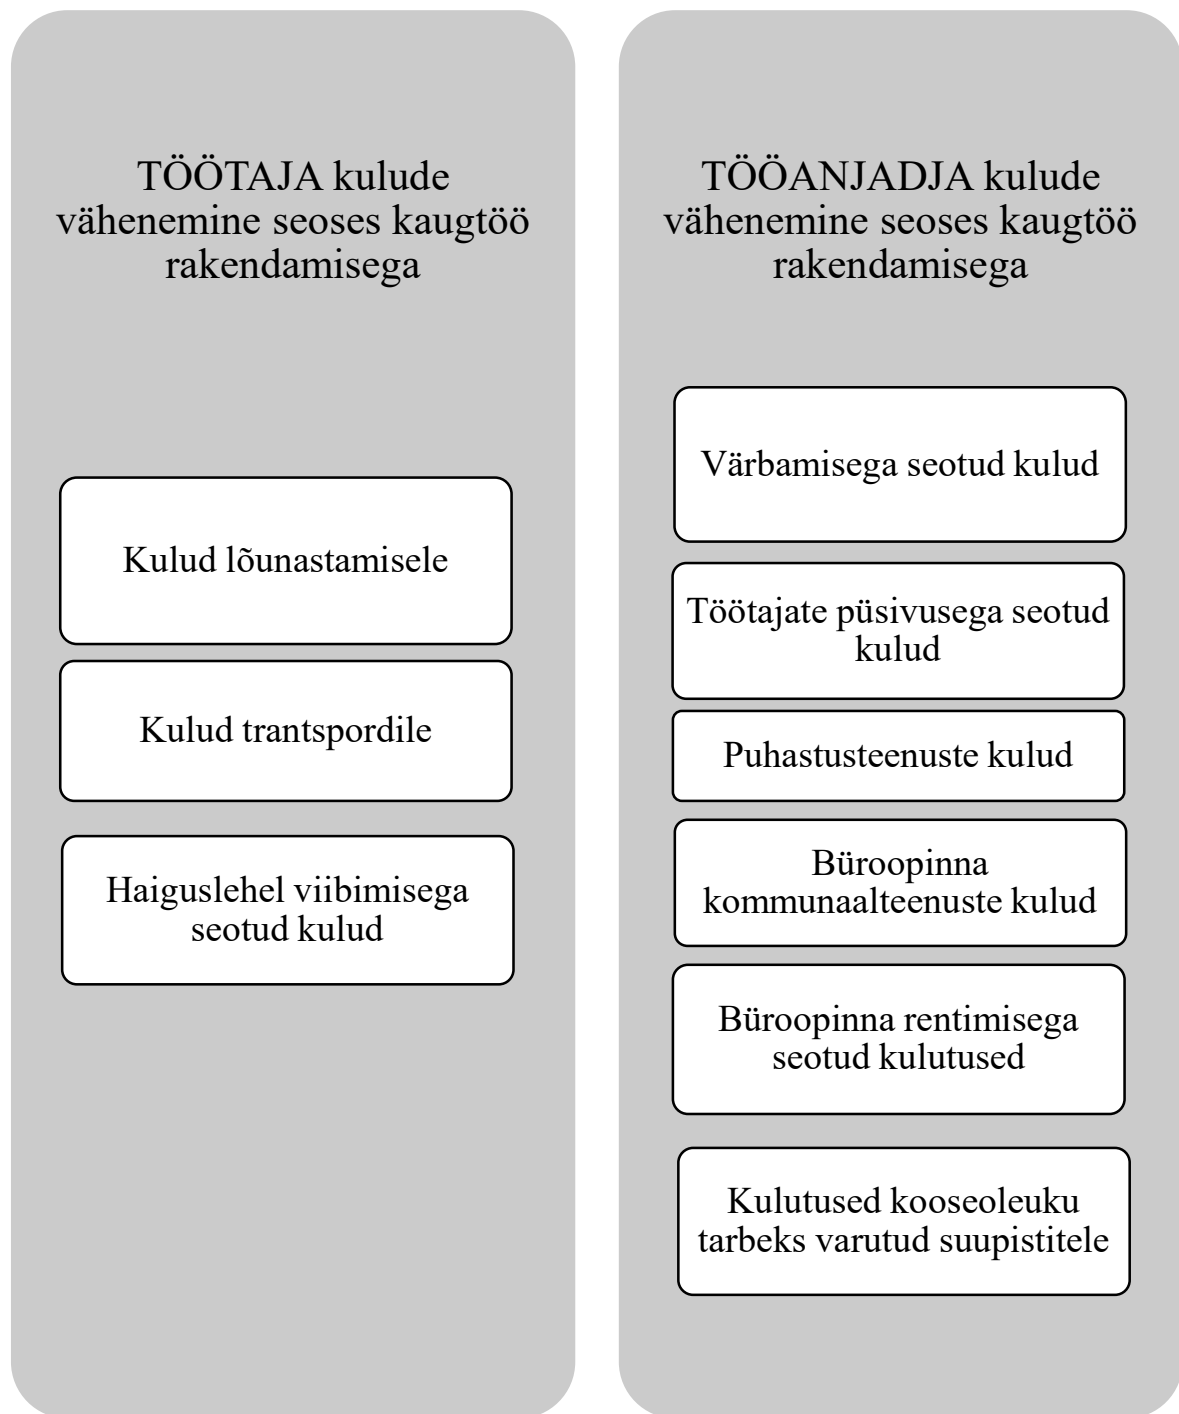 TÖÖTAJA kulude
vähenemine seoses kaugtöö
rakendamisega
Kulud lõunastamisele
Kulud trantspordile
Haiguslehel viibimisega
seotud kulud
TÖÖANJADJA kulude
vähenemine seoses kaugtöö
rakendamisega
Värbamisega seotud kulud
Töötajate püsivusega seotud
kulud
Puhastusteenuste kulud
Büroopinna
kommunaalteenuste kulud
Büroopinna rentimisega
seotud kulutused
Kulutused kooseoleuku
tarbeks varutud suupistitele